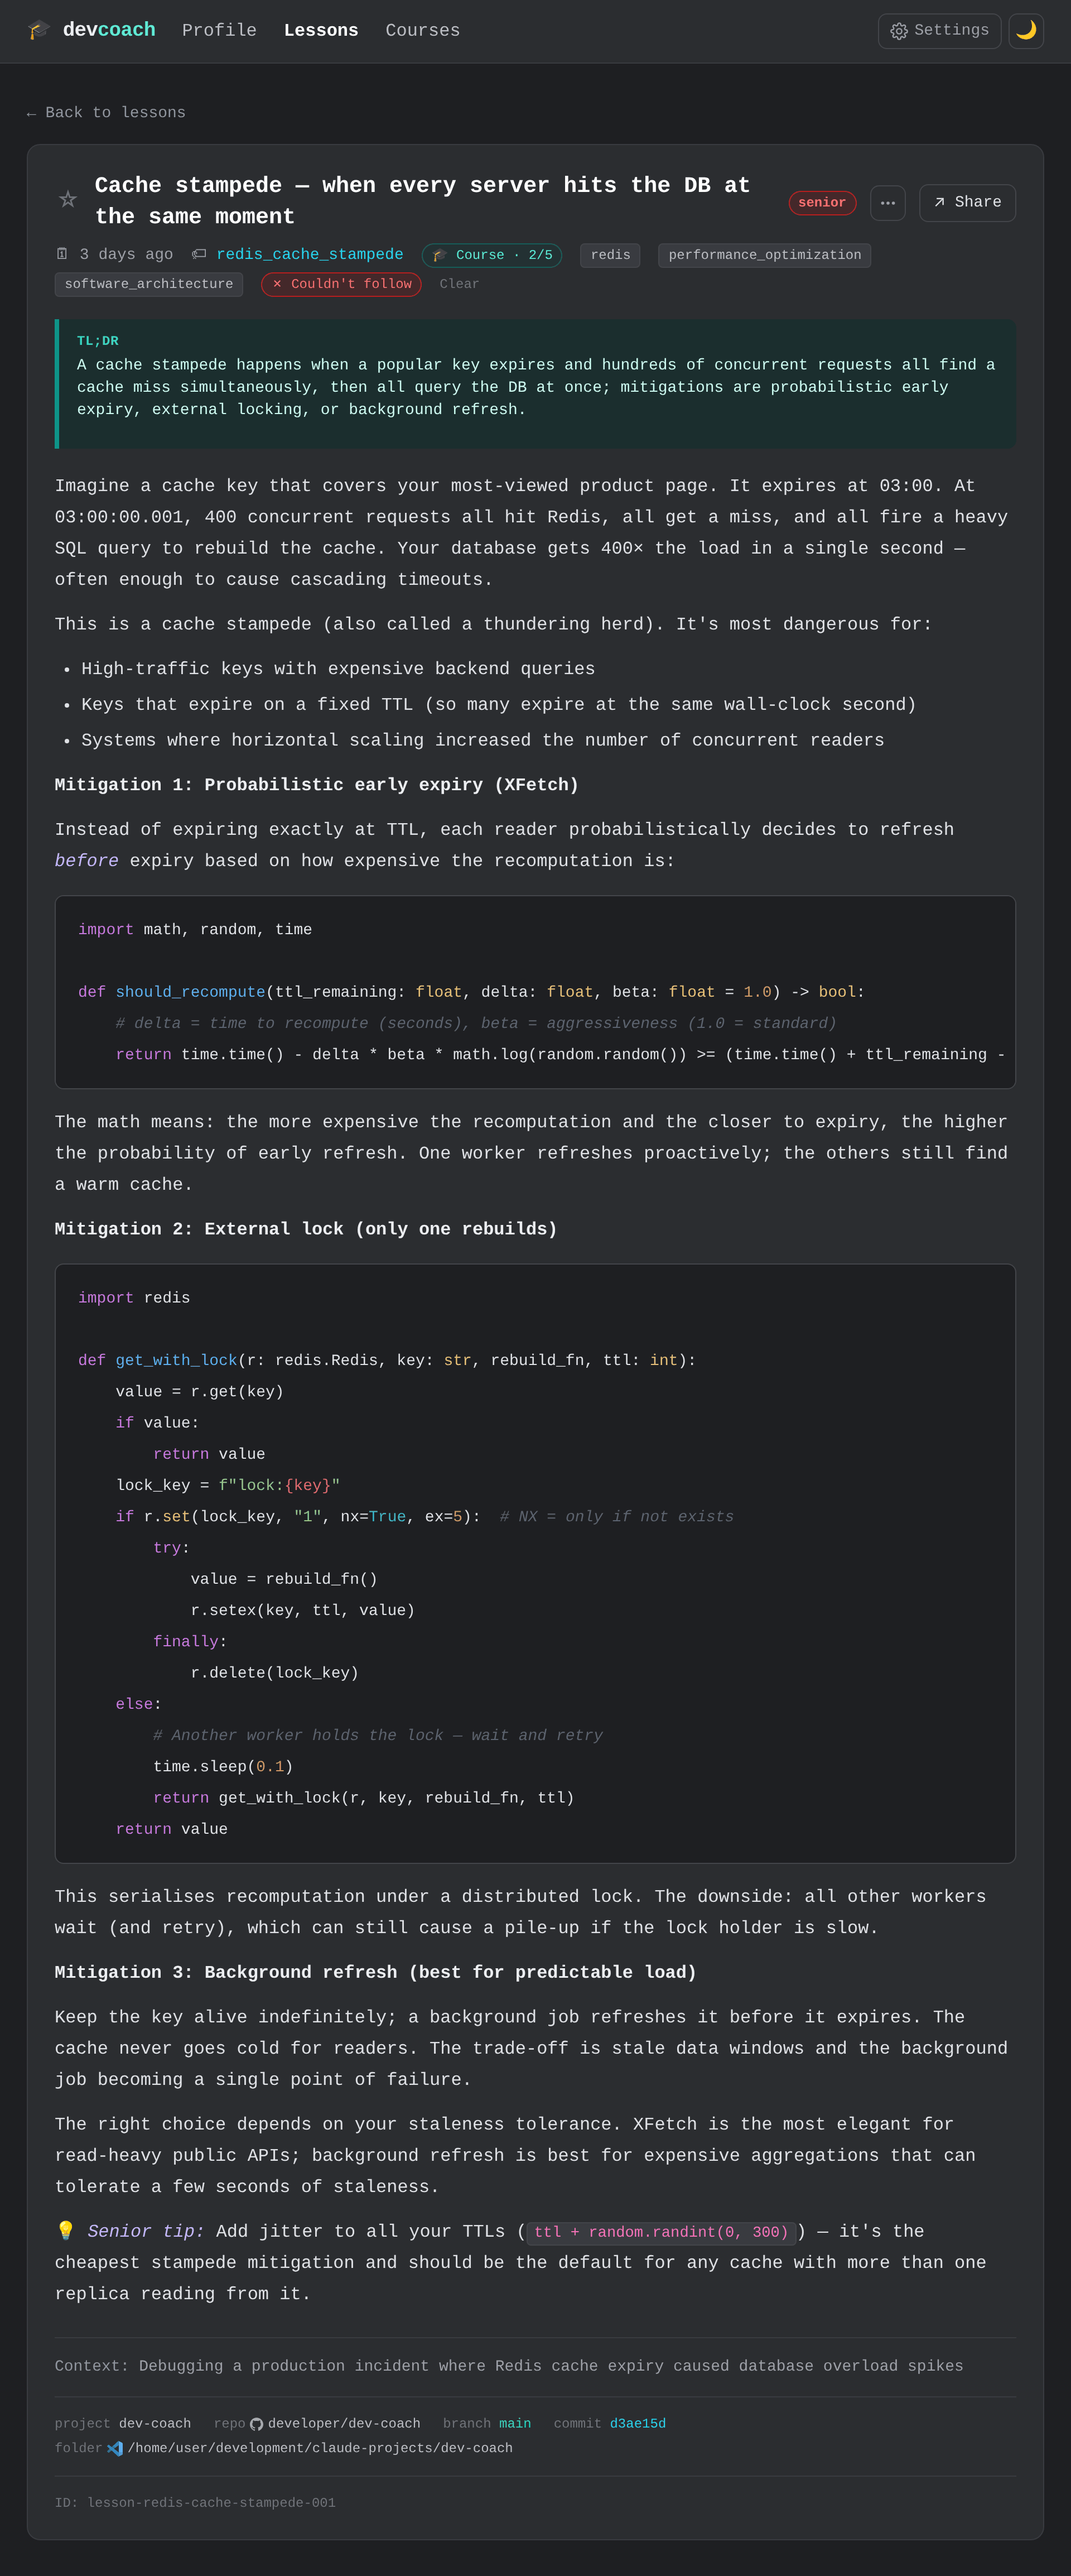 🎓 devcoach Profile Lessons Courses Settings 🌙
← Back to lessons
☆ Cache stampede — when every server hits the DB at
the same moment
senior ··· ↗ Share
3 days ago redis_cache_stampede 🎓 Course · 2/5 redis performance_optimization
software_architecture × Couldn't follow Clear
TL;DR
A cache stampede happens when a popular key expires and hundreds of concurrent requests all find a
cache miss simultaneously, then all query the DB at once; mitigations are probabilistic early
expiry, external locking, or background refresh.
Imagine a cache key that covers your most-viewed product page. It expires at 03:00. At
03:00:00.001, 400 concurrent requests all hit Redis, all get a miss, and all fire a heavy
SQL query to rebuild the cache. Your database gets 400× the load in a single second —
often enough to cause cascading timeouts.
This is a cache stampede (also called a thundering herd). It's most dangerous for:
• High-traffic keys with expensive backend queries
• Keys that expire on a fixed TTL (so many expire at the same wall-clock second)
• Systems where horizontal scaling increased the number of concurrent readers
Mitigation 1: Probabilistic early expiry (XFetch)
Instead of expiring exactly at TTL, each reader probabilistically decides to refresh
before expiry based on how expensive the recomputation is:
import math, random, time
def should_recompute(ttl_remaining: float, delta: float, beta: float = 1.0) -> bool:
    # delta = time to recompute (seconds), beta = aggressiveness (1.0 = standard)
    return time.time() - delta * beta * math.log(random.random()) >= (time.time() + ttl_remaining -
The math means: the more expensive the recomputation and the closer to expiry, the higher
the probability of early refresh. One worker refreshes proactively; the others still find
a warm cache.
Mitigation 2: External lock (only one rebuilds)
import redis
def get_with_lock(r: redis.Redis, key: str, rebuild_fn, ttl: int):
    value = r.get(key)
    if value:
        return value
    lock_key = f"lock:{key}"
    if r.set(lock_key, "1", nx=True, ex=5):  # NX = only if not exists
        try:
            value = rebuild_fn()
            r.setex(key, ttl, value)
        finally:
            r.delete(lock_key)
    else:
        # Another worker holds the lock — wait and retry
        time.sleep(0.1)
        return get_with_lock(r, key, rebuild_fn, ttl)
    return value
This serialises recomputation under a distributed lock. The downside: all other workers
wait (and retry), which can still cause a pile-up if the lock holder is slow.
Mitigation 3: Background refresh (best for predictable load)
Keep the key alive indefinitely; a background job refreshes it before it expires. The
cache never goes cold for readers. The trade-off is stale data windows and the background
job becoming a single point of failure.
The right choice depends on your staleness tolerance. XFetch is the most elegant for
read-heavy public APIs; background refresh is best for expensive aggregations that can
tolerate a few seconds of staleness.
💡 Senior tip: Add jitter to all your TTLs (ttl + random.randint(0, 300)) — it's the
cheapest stampede mitigation and should be the default for any cache with more than one
replica reading from it.
Context: Debugging a production incident where Redis cache expiry caused database overload spikes
project dev-coach repo developer/dev-coach branch main commit d3ae15d
folder /home/user/development/claude-projects/dev-coach
ID: lesson-redis-cache-stampede-001